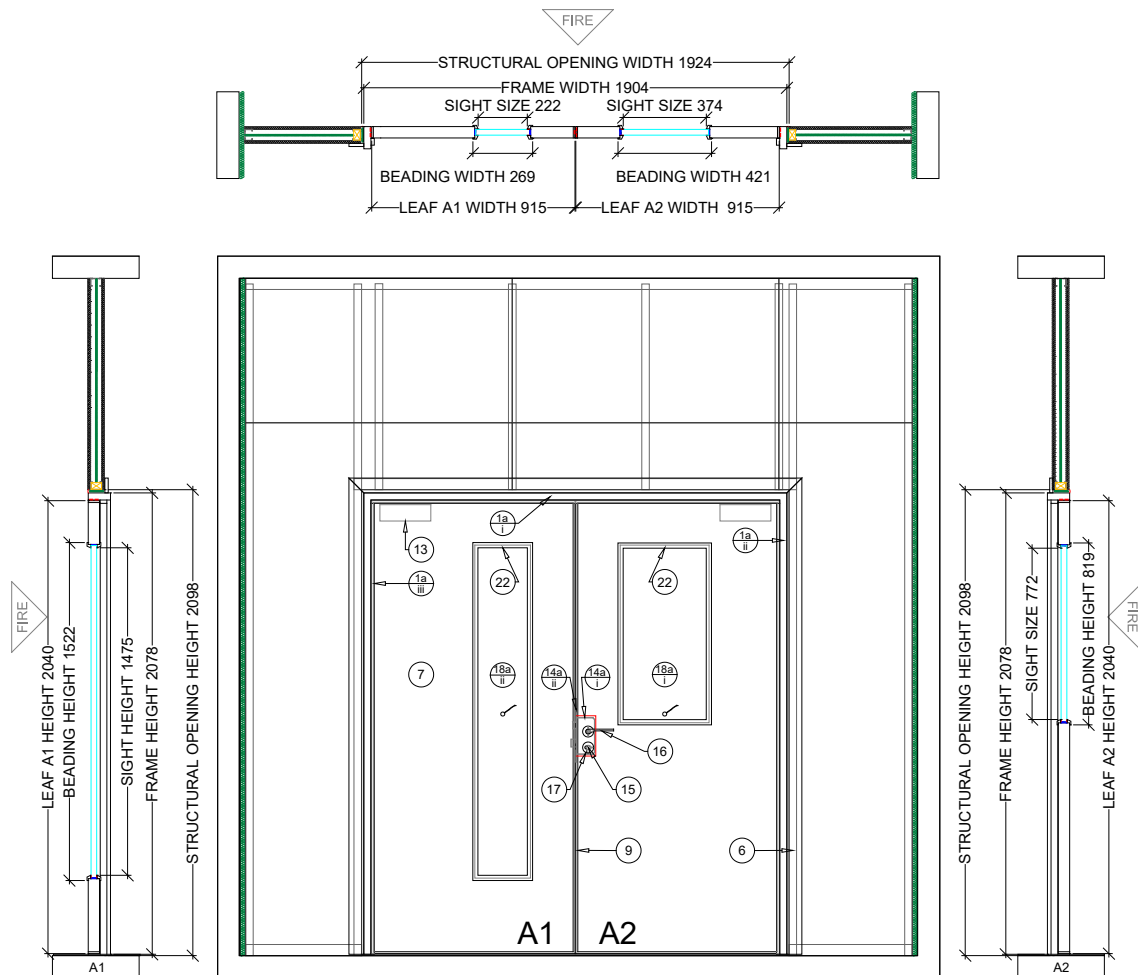 FIRE
STRUCTURAL OPENING WIDTH 1924
FRAME WIDTH 1904
SIGHT SIZE 222
SIGHT SIZE 374
BEADING WIDTH 269
BEADING WIDTH 421
LEAF A1 WIDTH 915
LEAF A2 WIDTH 915
FIRE
LEAF A1 HEIGHT 2040
BEADING HEIGHT 1522
SIGHT HEIGHT 1475
FRAME HEIGHT 2078
STRUCTURAL OPENING HEIGHT 2098
A1
1a
i
1a
ii
13
1a
iii
22
22
7
18a
ii
14a
ii
14a
i
18a
i
16
17
15
9
6
A1
A2
STRUCTURAL OPENING HEIGHT 2098
FRAME HEIGHT 2078
SIGHT SIZE 772
BEADING HEIGHT 819
LEAF A2 HEIGHT 2040
FIRE
A2